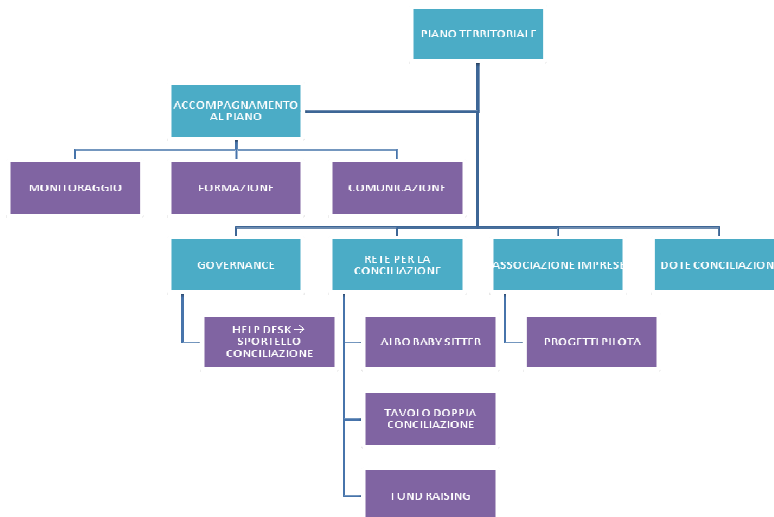 PIANO TERRITORIALE
ACCOMPAGNAMENTO
AL PIANO
MONITORAGGIO
FORMAZIONE
COMUNICAZIONE
GOVERNANCE
RETE PER LA
CONCILIAZIONE
ASSOCIAZIONE IMPRESE
DOTE CONCILIAZION
HELP DESK →
SPORTELLO
CONCILIAZIONE
ALBO BABY SITTER
PROGETTI PILOTA
TAVOLO DOPPIA
CONCILIAZIONE
FUND RAISING